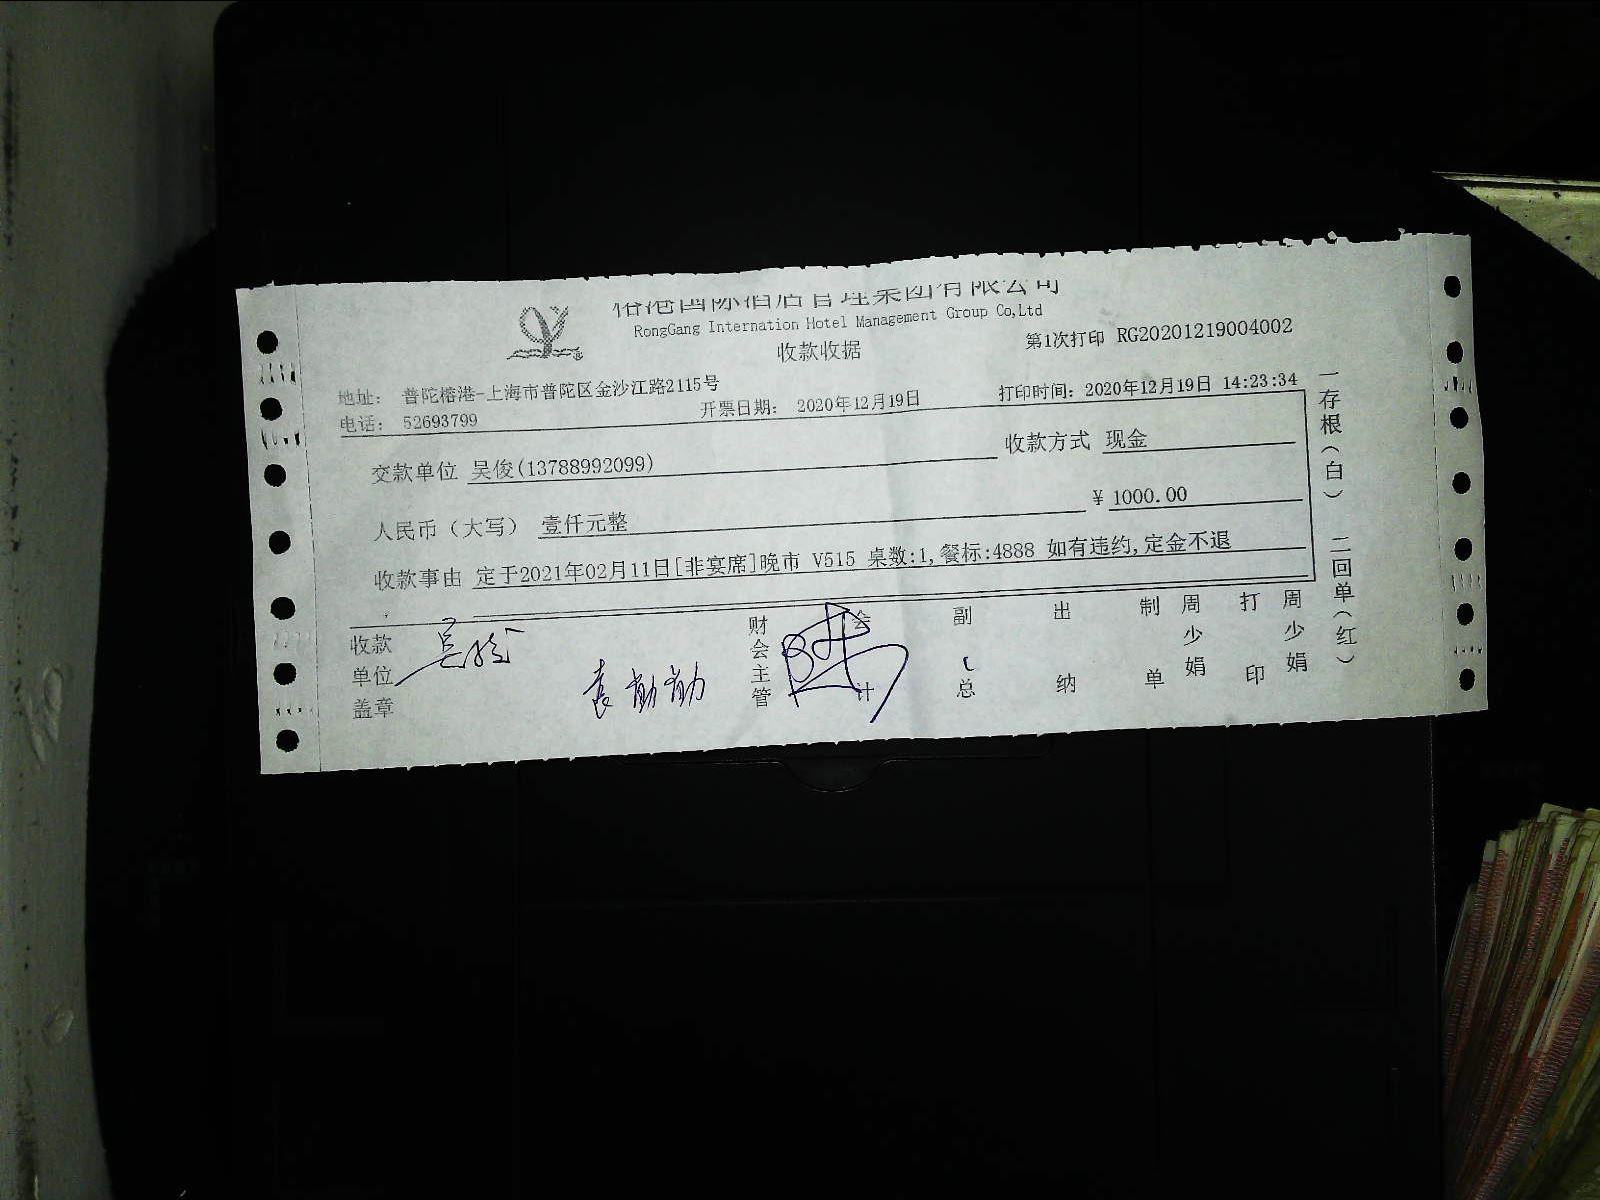 榕港国际酒店管理集团有限公司
RongGang Internation Hotel Management Group Co,Ltd
收款收据
第1次打印 RG20201219004002
地址： 普陀榕港-上海市普陀区金沙江路2115号
电话： 52693799
开票日期： 2020年12月19日
打印时间：2020年12月19日 14:23:34
交款单位 吴俊(13788992099)
收款方式 现金
人民币（大写） 壹仟元整
¥ 1000.00
收款事由 定于2021年02月11日[非宴席]晚市 V515 桌数:1,餐标:4888 如有违约,定金不退
收款单位盖章
吴俊
袁勤勤
财会主管
会计
副总
出纳
制单
周少娟
打印
周少娟
一存根（白） 二回单（红）